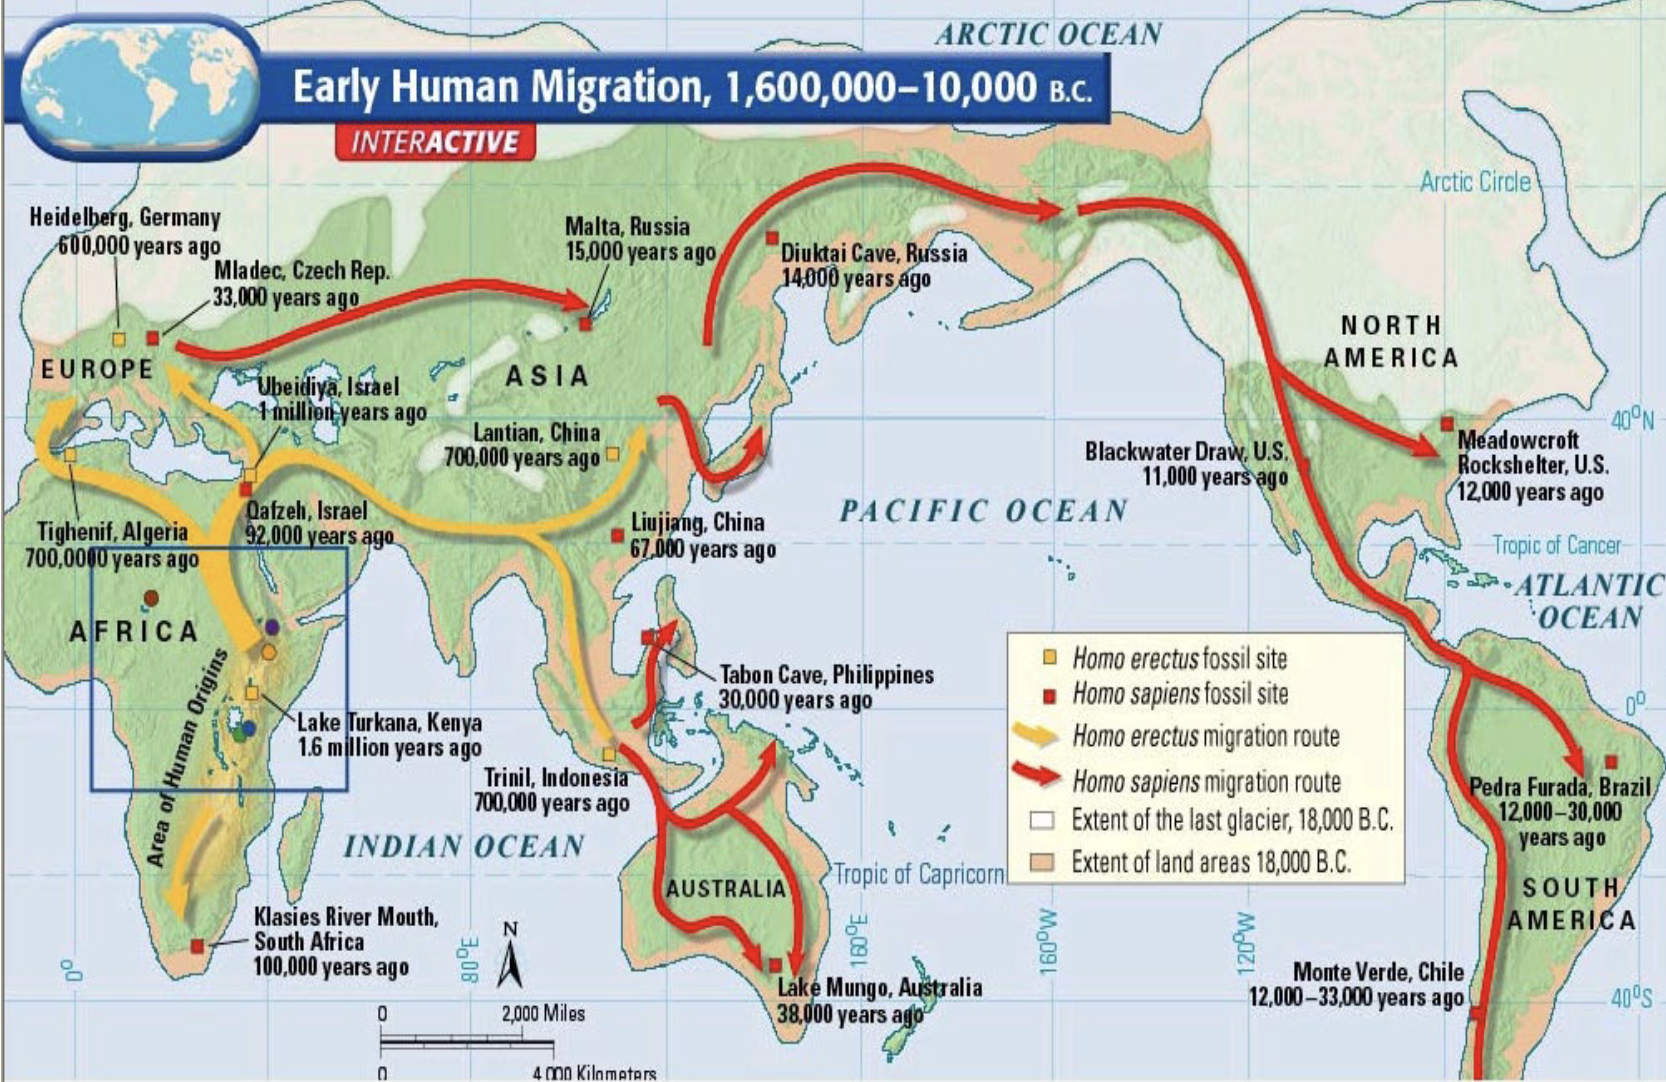 ARCTIC OCEAN
Early Human Migration, 1,600,000–10,000 B.C.
INTERACTIVE
Arctic Circle
Heidelberg, Germany
600,000 years ago
Mladec, Czech Rep.
33,000 years ago
Malta, Russia
15,000 years ago
Diuktai Cave, Russia
14,000 years ago
NORTH
AMERICA
EUROPE
ASIA
Ubeidiya, Israel
1 million years ago
Lantian, China
700,000 years ago
40°N
Blackwater Draw, U.S.
11,000 years ago
Meadowcroft
Rockshelter, U.S.
12,000 years ago
PACIFIC OCEAN
Qafzeh, Israel
92,000 years ago
Liujiang, China
67,000 years ago
Tighenif, Algeria
700,0000 years ago
Tropic of Cancer
ATLANTIC
OCEAN
AFRICA
Area of Human Origins
Tabon Cave, Philippines
30,000 years ago
Lake Turkana, Kenya
1.6 million years ago
Trinil, Indonesia
700,000 years ago
Homo erectus fossil site
Homo sapiens fossil site
Homo erectus migration route
Homo sapiens migration route
Extent of the last glacier, 18,000 B.C.
Extent of land areas 18,000 B.C.
0°
Pedra Furada, Brazil
12,000–30,000
years ago
INDIAN OCEAN
AUSTRALIA
Tropic of Capricorn
SOUTH
AMERICA
Klasies River Mouth,
South Africa
100,000 years ago
0°
80°E
N
160°E
160°W
120°W
Lake Mungo, Australia
38,000 years ago
Monte Verde, Chile
12,000–33,000 years ago
40°S
0 2,000 Miles
0 4 000 Kilometers